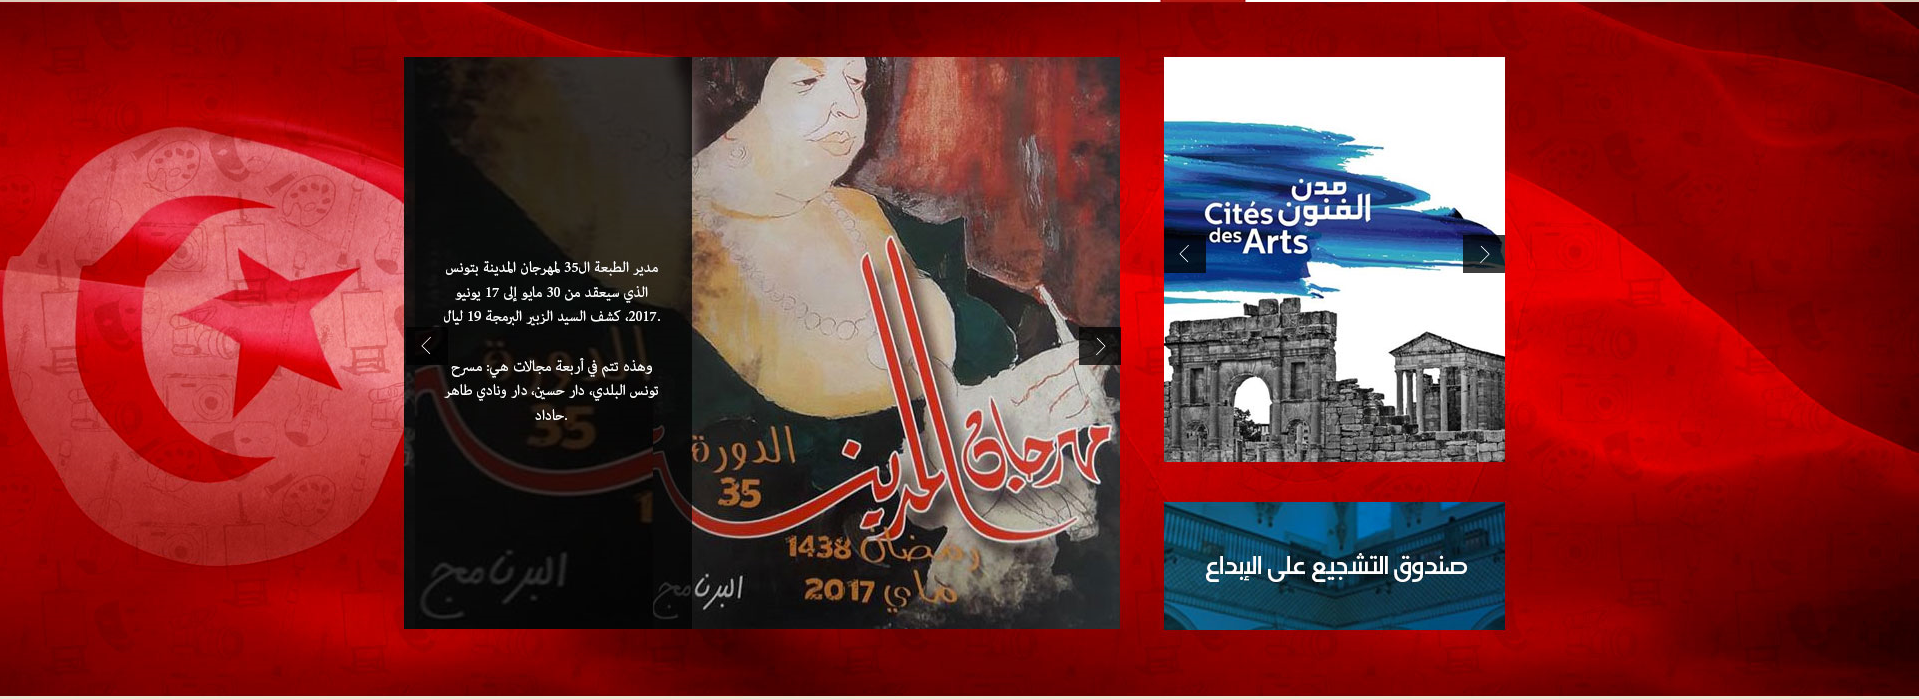 مدير الطبعة ال35 لمهرجان المدينة بتونس
الذي سيعقد من 30 مايو إلى 17 يونيو
2017، كشف السيد الزبير البرمجة 19 ليال.
وهذه تتم في أربعة مجالات هي: مسرح
تونس البلدي، دار حسين، دار ونادي طاهر
حاداد.
35
البرنامج
مهرجان المدينة
الدورة
35
رمضان 1438
ماي 2017
البرنامج
مدن
الفنون Cités
des Arts
صندوق التشجيع على الإبداع